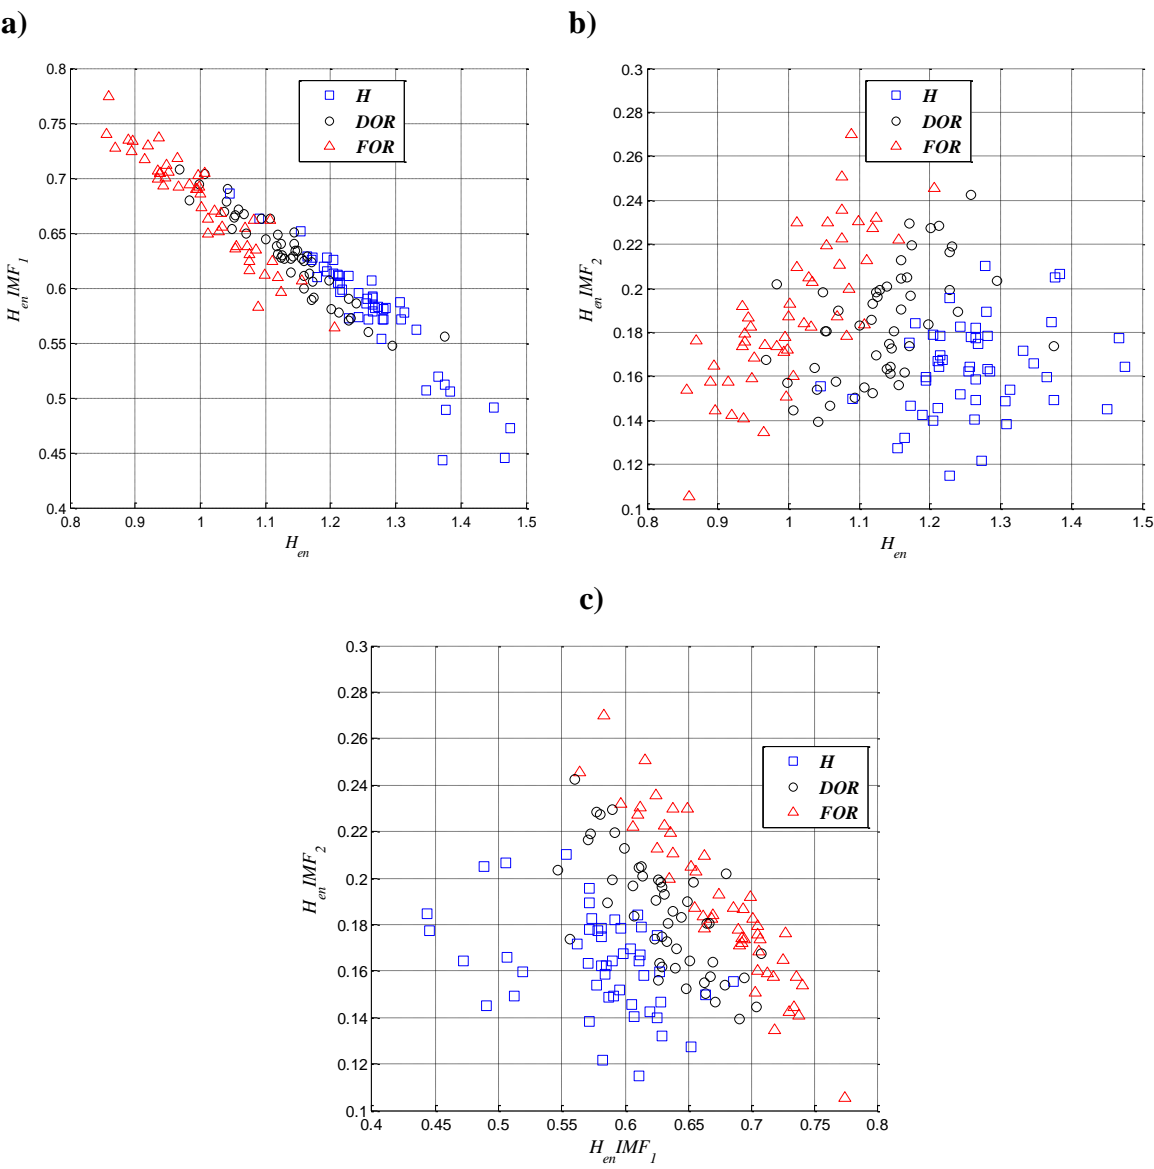 a)
0.8
0.75
0.7
0.65
0.6
0.55
0.5
0.45
0.4
0.8 0.9 1 1.1 1.2 1.3 1.4 1.5
H_en IMF_1
H_en
H
DOR
FOR
b)
0.3
0.28
0.26
0.24
0.22
0.2
0.18
0.16
0.14
0.12
0.1
0.8 0.9 1 1.1 1.2 1.3 1.4 1.5
H_en IMF_2
H_en
H
DOR
FOR
c)
0.3
0.28
0.26
0.24
0.22
0.2
0.18
0.16
0.14
0.12
0.1
0.4 0.45 0.5 0.55 0.6 0.65 0.7 0.75 0.8
H_en IMF_2
H_en IMF_1
H
DOR
FOR